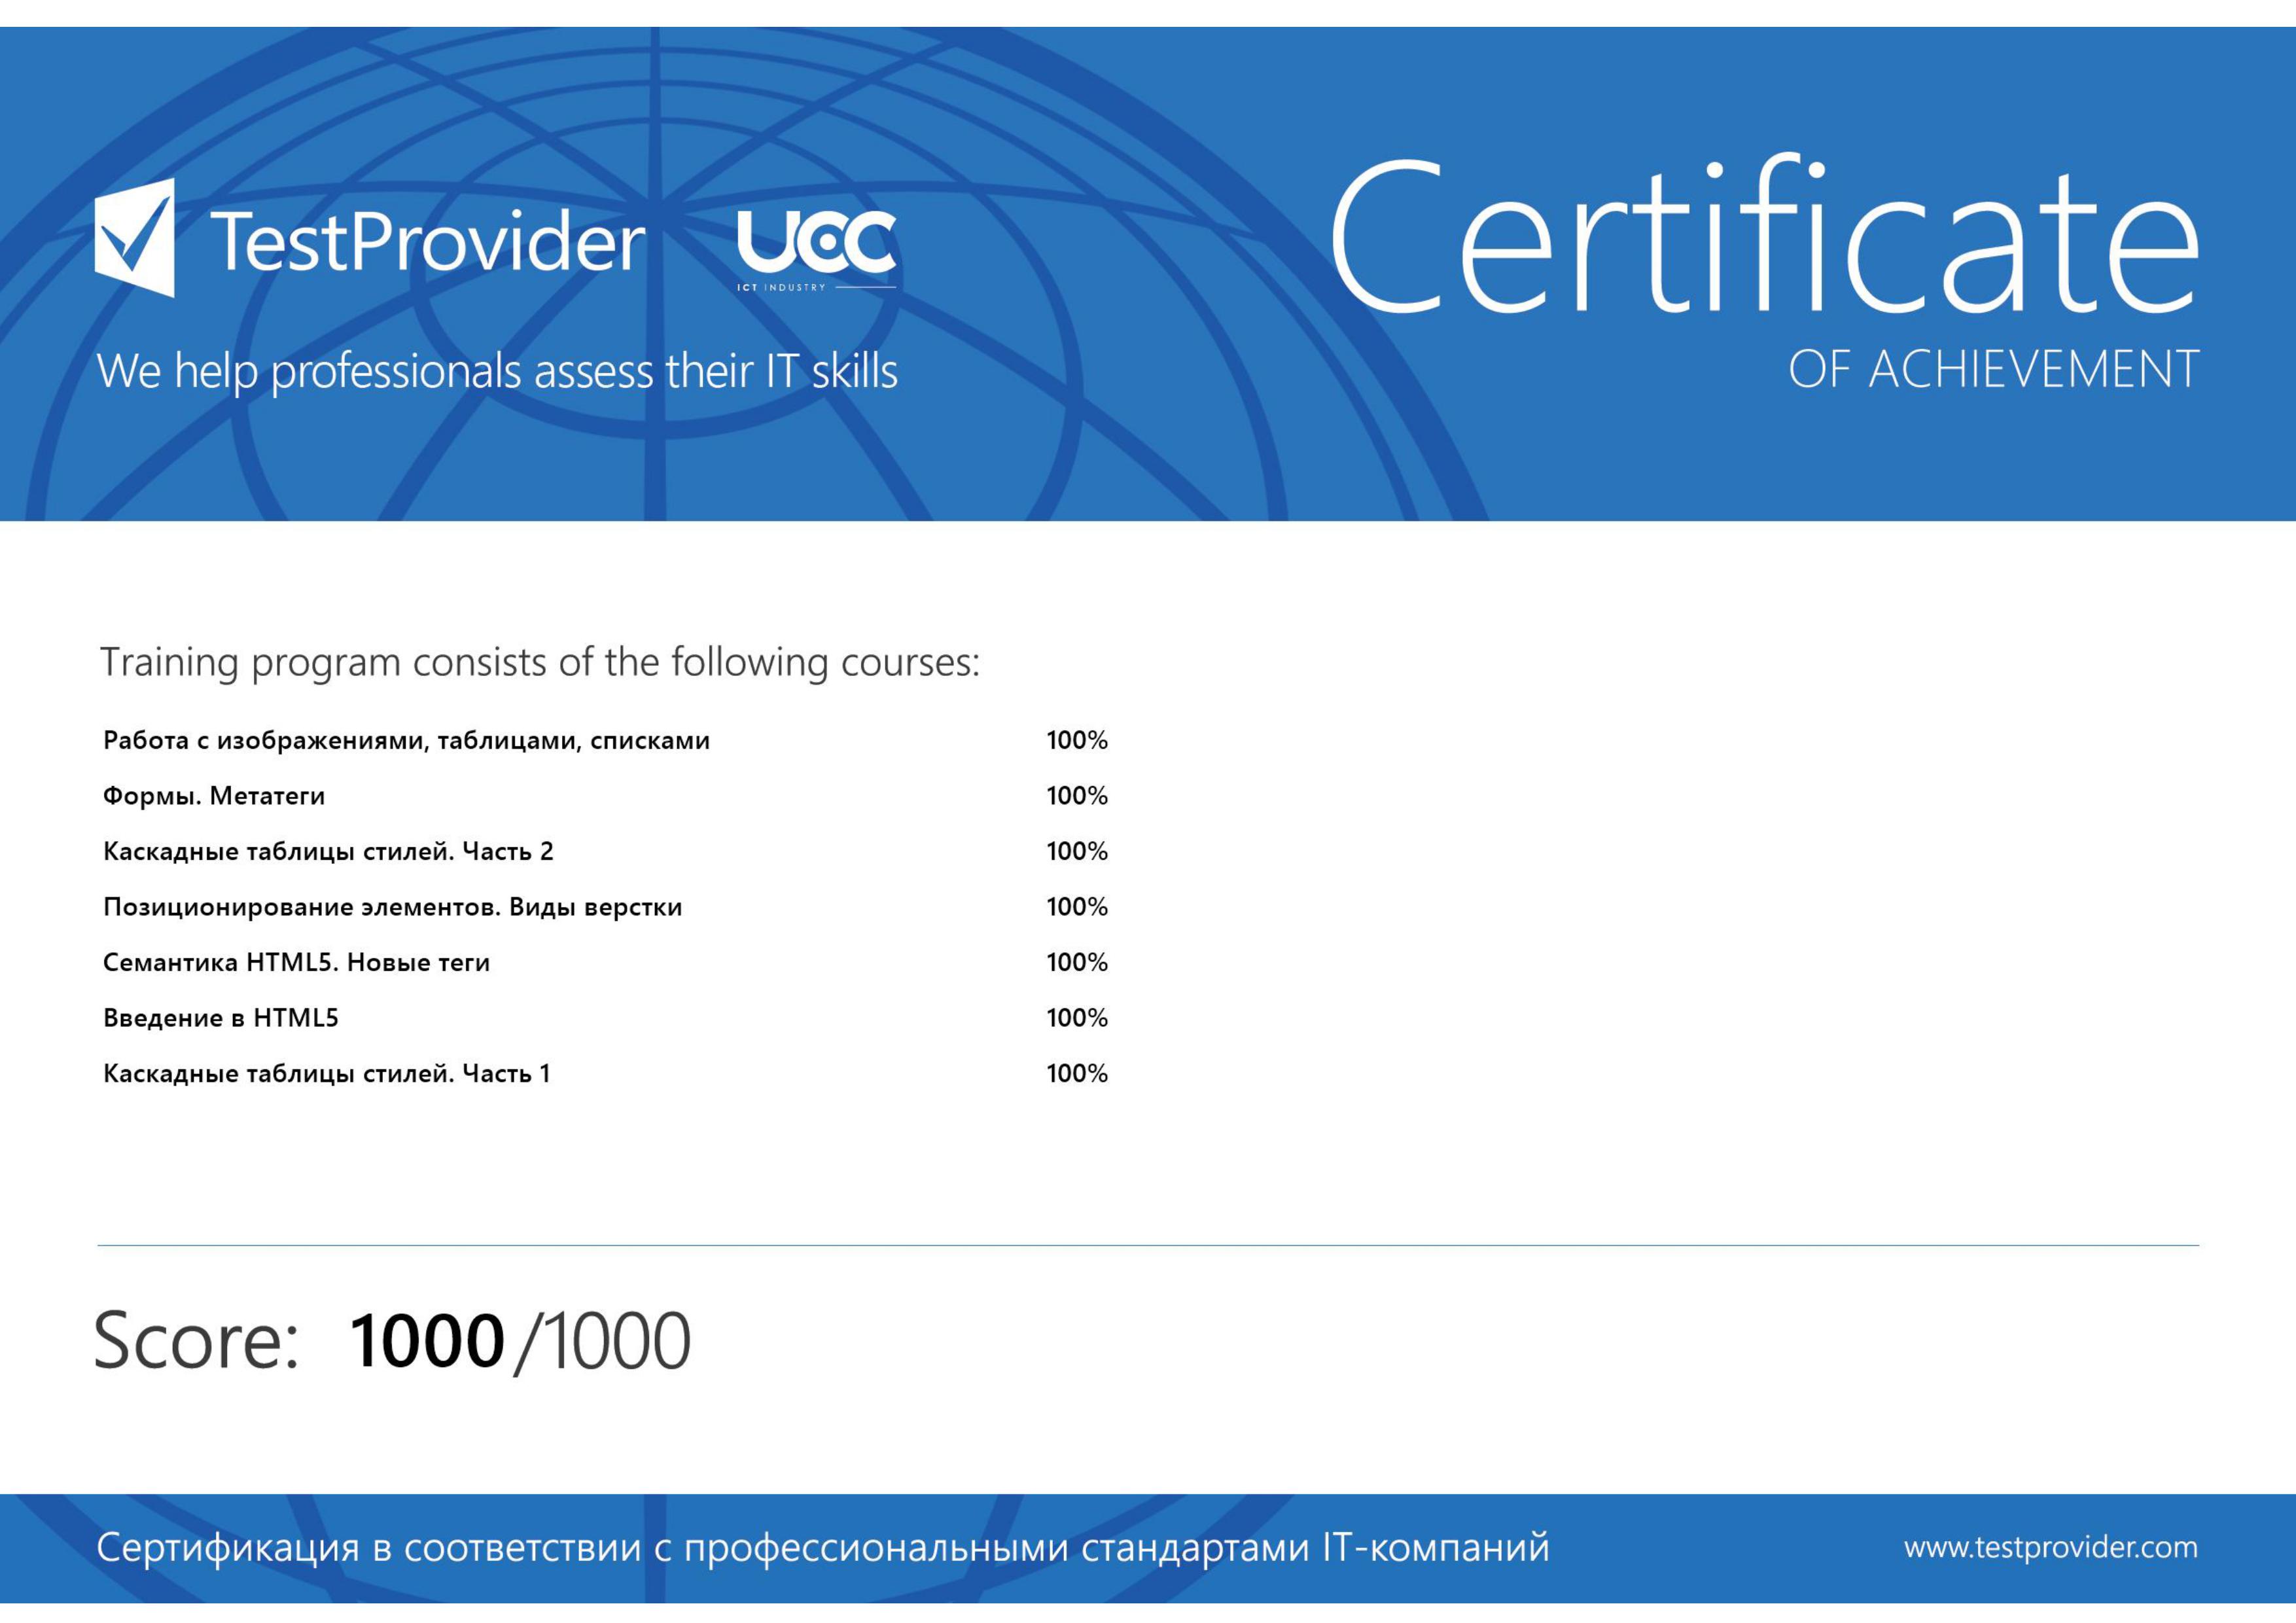 TestProvider
UCC
ICT INDUSTRY
We help professionals assess their IT skills
Certificate
OF ACHIEVEMENT
Training program consists of the following courses:
Работа с изображениями, таблицами, списками 100%
Формы. Метатеги 100%
Каскадные таблицы стилей. Часть 2 100%
Позиционирование элементов. Виды верстки 100%
Семантика HTML5. Новые теги 100%
Введение в HTML5 100%
Каскадные таблицы стилей. Часть 1 100%
Score: 1000/1000
Сертификация в соответствии с профессиональными стандартами IT-компаний
www.testprovider.com